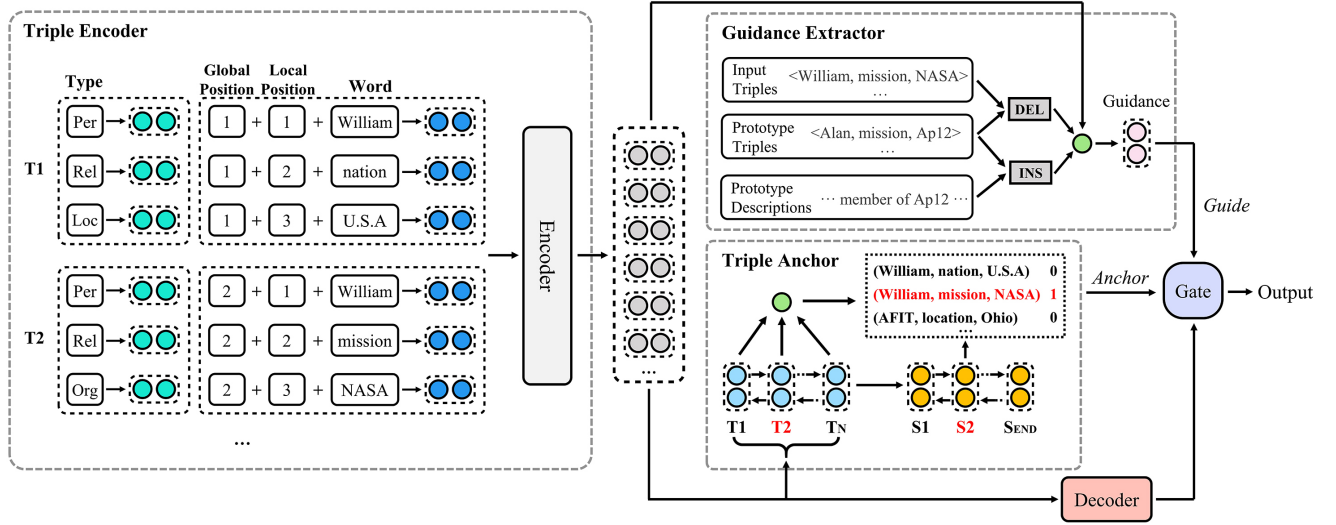 Triple Encoder
Type
Global Position
Local Position
Word
T1
Per
1 + 1 + William
Rel
1 + 2 + nation
Loc
1 + 3 + U.S.A
T2
Per
2 + 1 + William
Rel
2 + 2 + mission
Org
2 + 3 + NASA
...
Encoder
...
Guidance Extractor
Input
Triples
<William, mission, NASA>
...
Prototype
Triples
<Alan, mission, Ap12>
...
Prototype
Descriptions
··· member of Ap12 ···
DEL
INS
Guidance
Guide
Triple Anchor
(William, nation, U.S.A) 0
(William, mission, NASA) 1
(AFIT, location, Ohio) 0
...
T1 T2 TN
S1 S2 SEND
Anchor
Gate
Output
Decoder